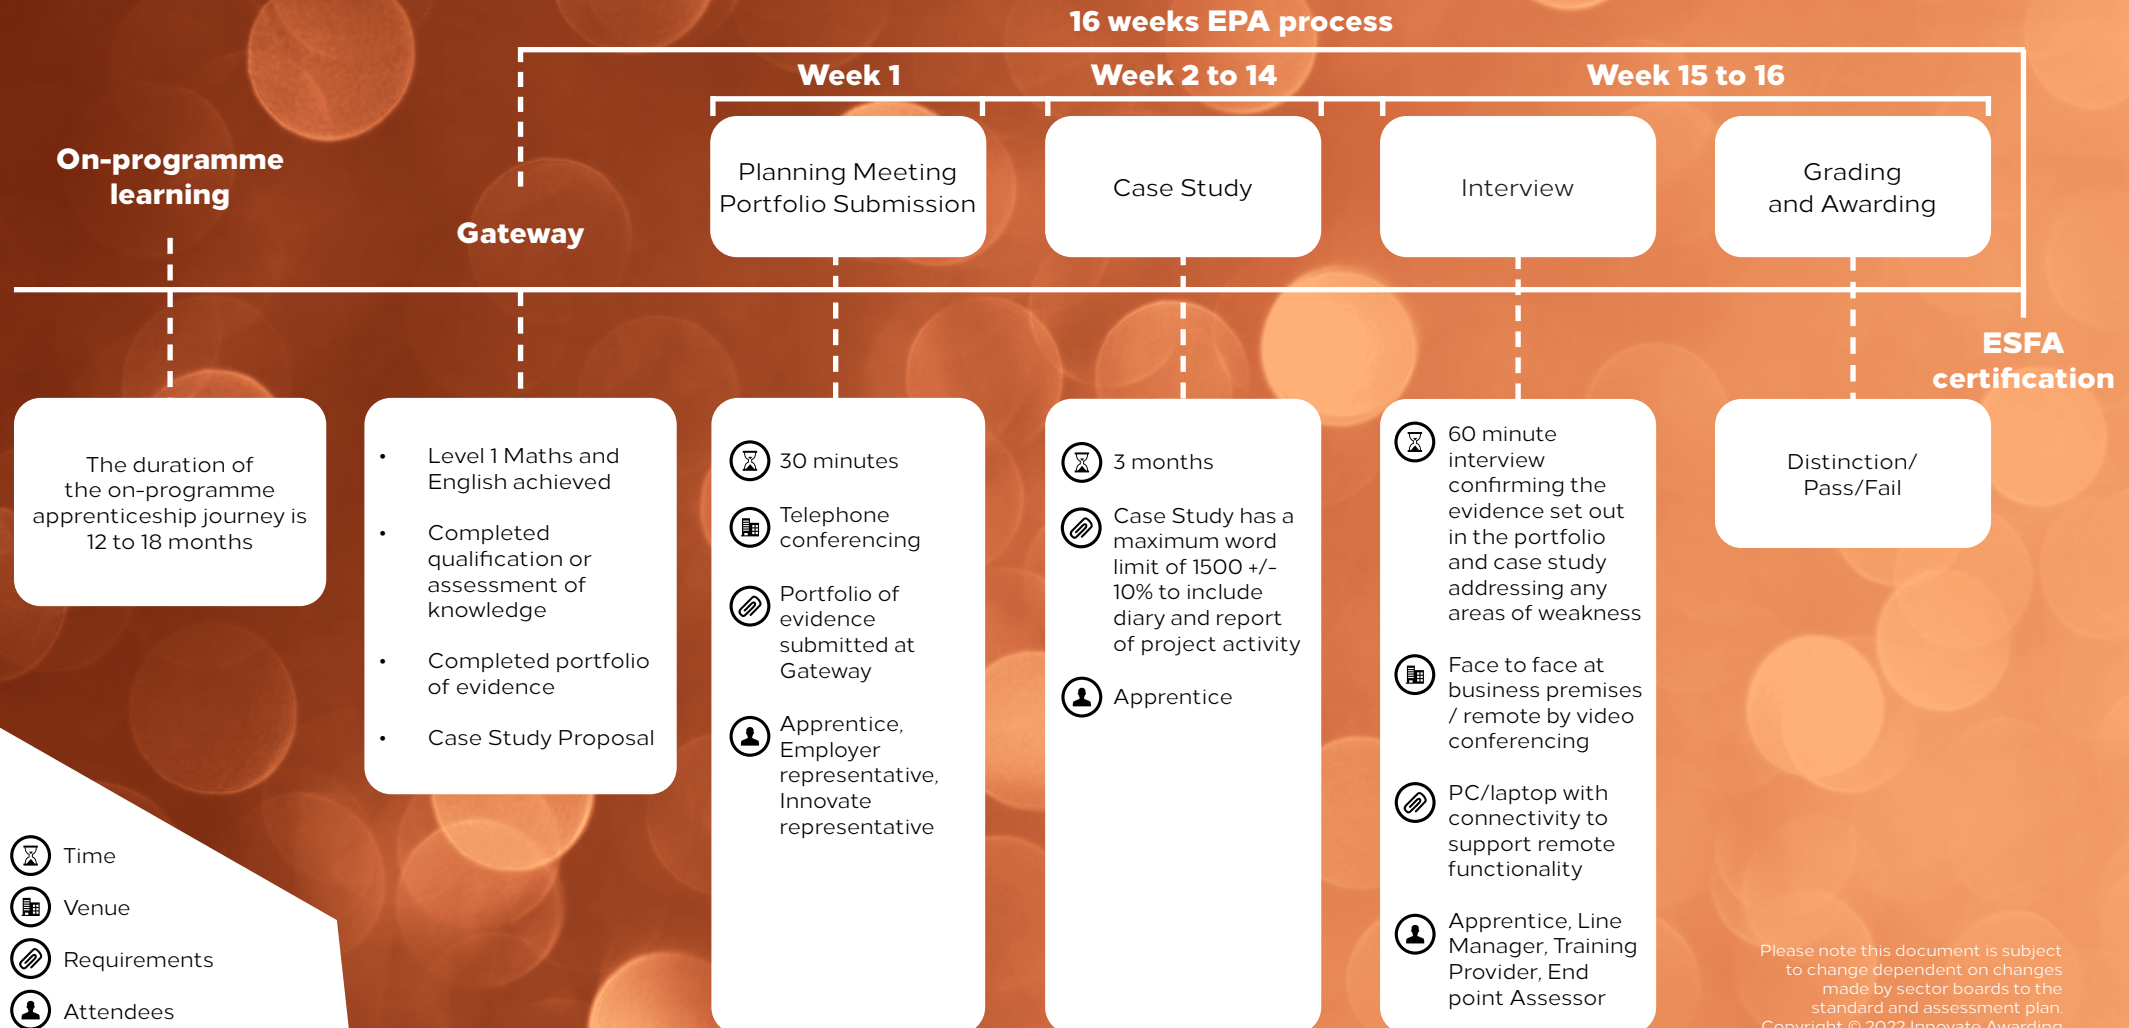 16 weeks EPA process
Week 1
Week 2 to 14
Week 15 to 16
On-programme
learning
Gateway
Planning Meeting
Portfolio Submission
Case Study
Interview
Grading
and Awarding
ESFA
certification
The duration of
the on-programme
apprenticeship journey is
12 to 18 months
• Level 1 Maths and
English achieved
• Completed
qualification or
assessment of
knowledge
• Completed portfolio
of evidence
• Case Study Proposal
30 minutes
Telephone
conferencing
Portfolio of
evidence
submitted at
Gateway
Apprentice,
Employer
representative,
Innovate
representative
3 months
Case Study has a
maximum word
limit of 1500 +/-
10% to include
diary and report
of project activity
Apprentice
60 minute
interview
confirming the
evidence set out
in the portfolio
and case study
addressing any
areas of weakness
Face to face at
business premises
/ remote by video
conferencing
PC/laptop with
connectivity to
support remote
functionality
Apprentice, Line
Manager, Training
Provider, End
point Assessor
Distinction/
Pass/Fail
Time
Venue
Requirements
Attendees
Please note this document is subject
to change dependent on changes
made by sector boards to the
standard and assessment plan.
Copyright © 2022 Innovate Awarding